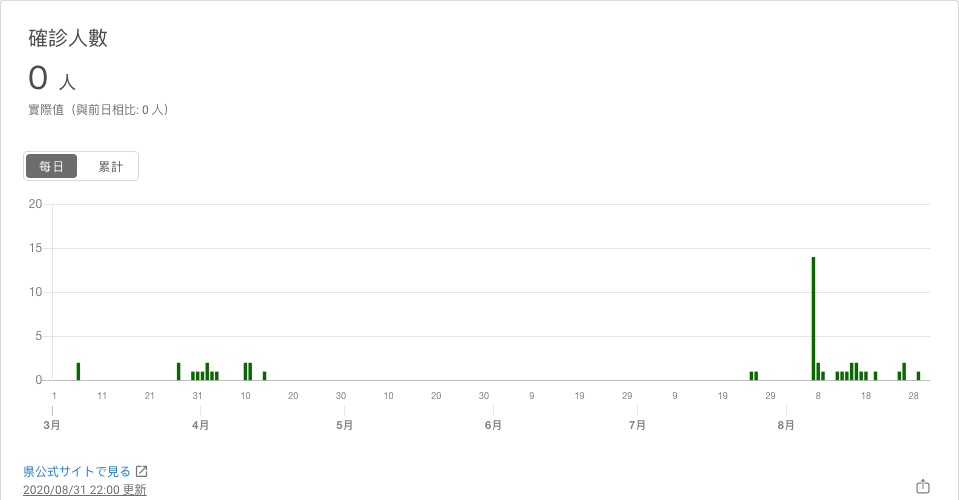 確診人數
0 人
實際值（與前日相比: 0 人）
每日 累計
20
15
10
5
0
1 11 21 31 10 20 30 10 20 30 9 19 29 9 19 29 8 18 28
3月 4月 5月 6月 7月 8月
県公式サイトで見る
2020/08/31 22:00 更新